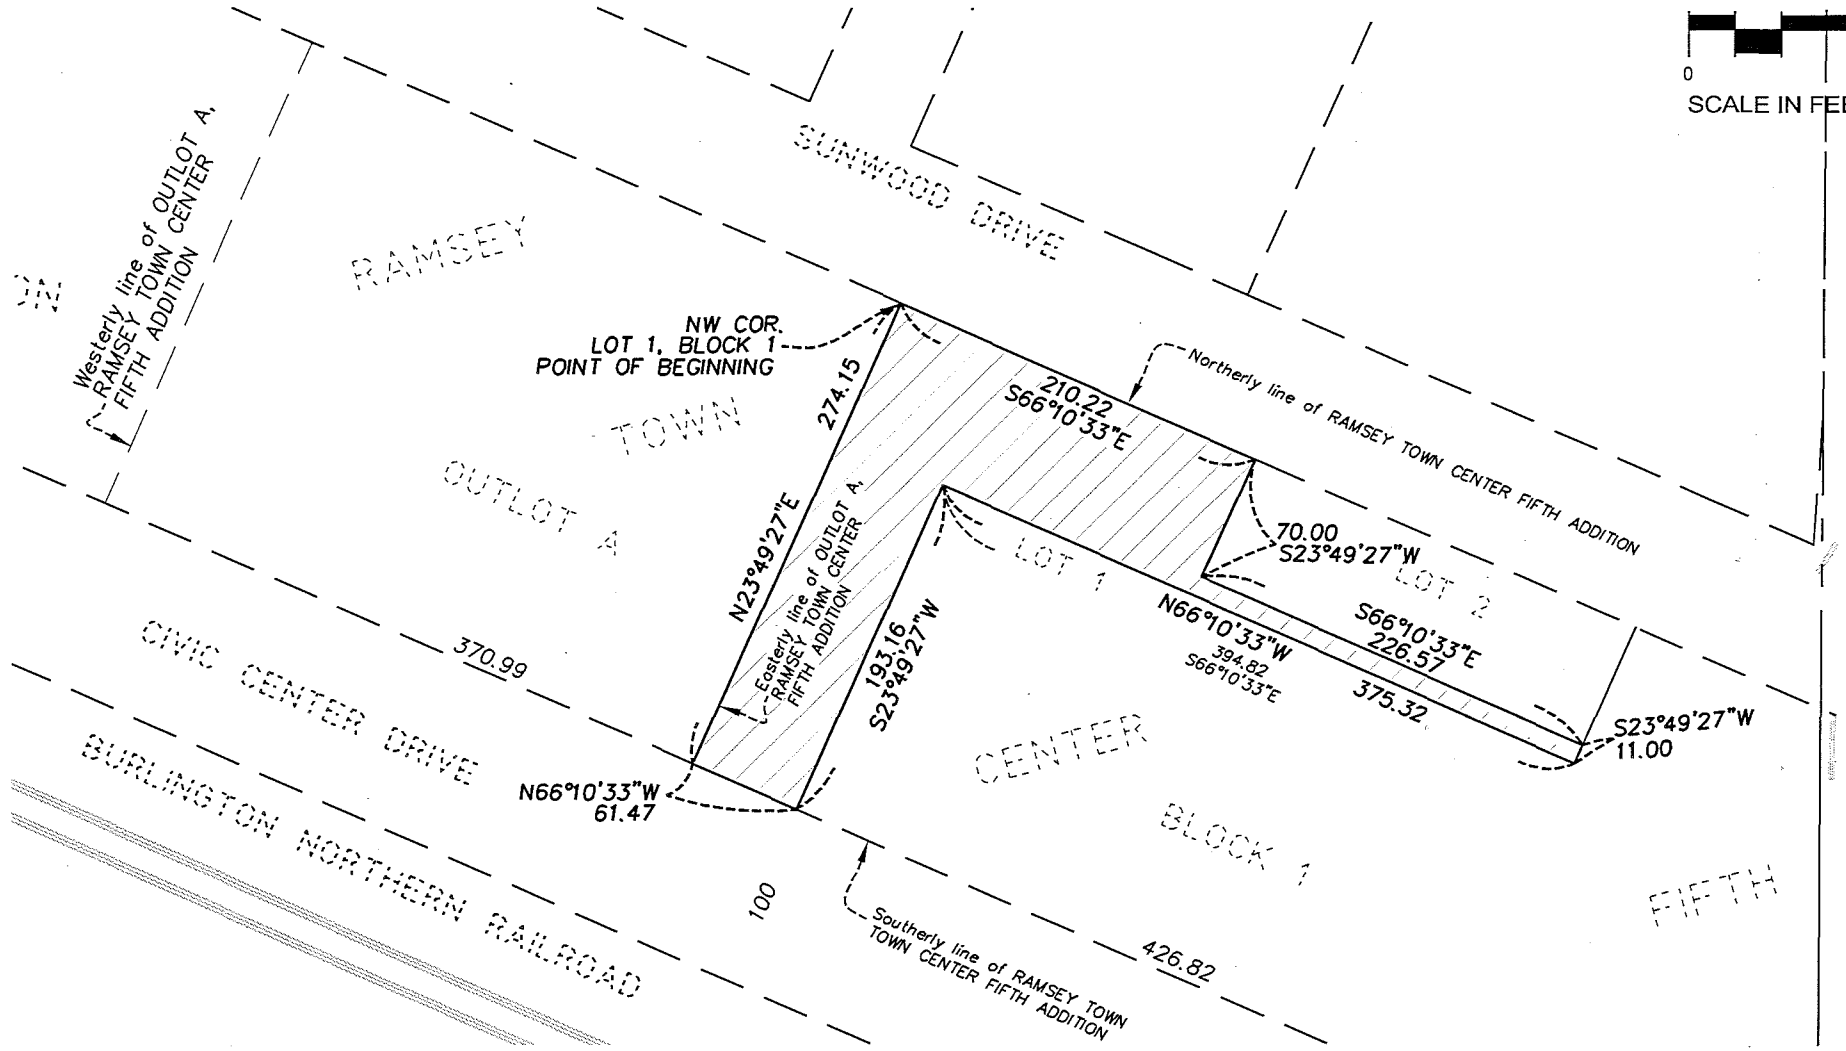 0
SCALE IN FEE
SUNWOOD DRIVE
Westerly line of OUTLOT A,
RAMSEY TOWN CENTER
FIFTH ADDITION
RAMSEY
NW COR.
LOT 1, BLOCK 1
POINT OF BEGINNING
274.15
N23°49'27"E
210.22
S66°10'33"E
Northerly line of RAMSEY TOWN CENTER FIFTH ADDITION
TOWN
OUTLOT A
Easterly line of OUTLOT A,
RAMSEY TOWN CENTER
FIFTH ADDITION
193.16
S23°49'27"W
LOT 1
70.00
S23°49'27"W
LOT 2
N66°10'33"W
394.82
S66°10'33"E
S66°10'33"E
226.57
375.32
S23°49'27"W
11.00
370.99
CIVIC CENTER DRIVE
BURLINGTON NORTHERN RAILROAD
N66°10'33"W
61.47
CENTER
BLOCK 1
FIFTH
100
Southerly line of RAMSEY TOWN
TOWN CENTER FIFTH ADDITION
426.82